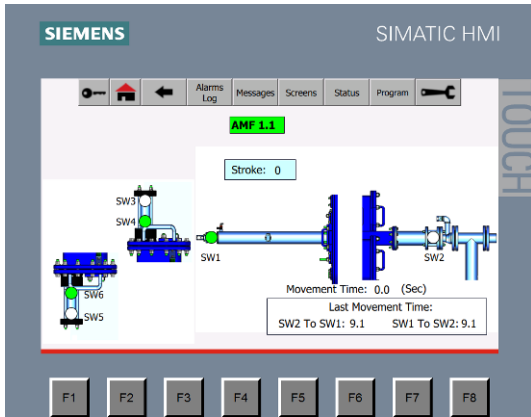 SIEMENS
SIMATIC HMI
TOUCH
Alarms Log
Messages
Screens
Status
Program
AMF 1.1
Stroke: 0
SW3
SW4
SW1
SW2
SW6
SW5
Movement Time: 0.0 (Sec)
Last Movement Time:
SW2 To SW1: 9.1 SW1 To SW2: 9.1
F1 F2 F3 F4 F5 F6 F7 F8